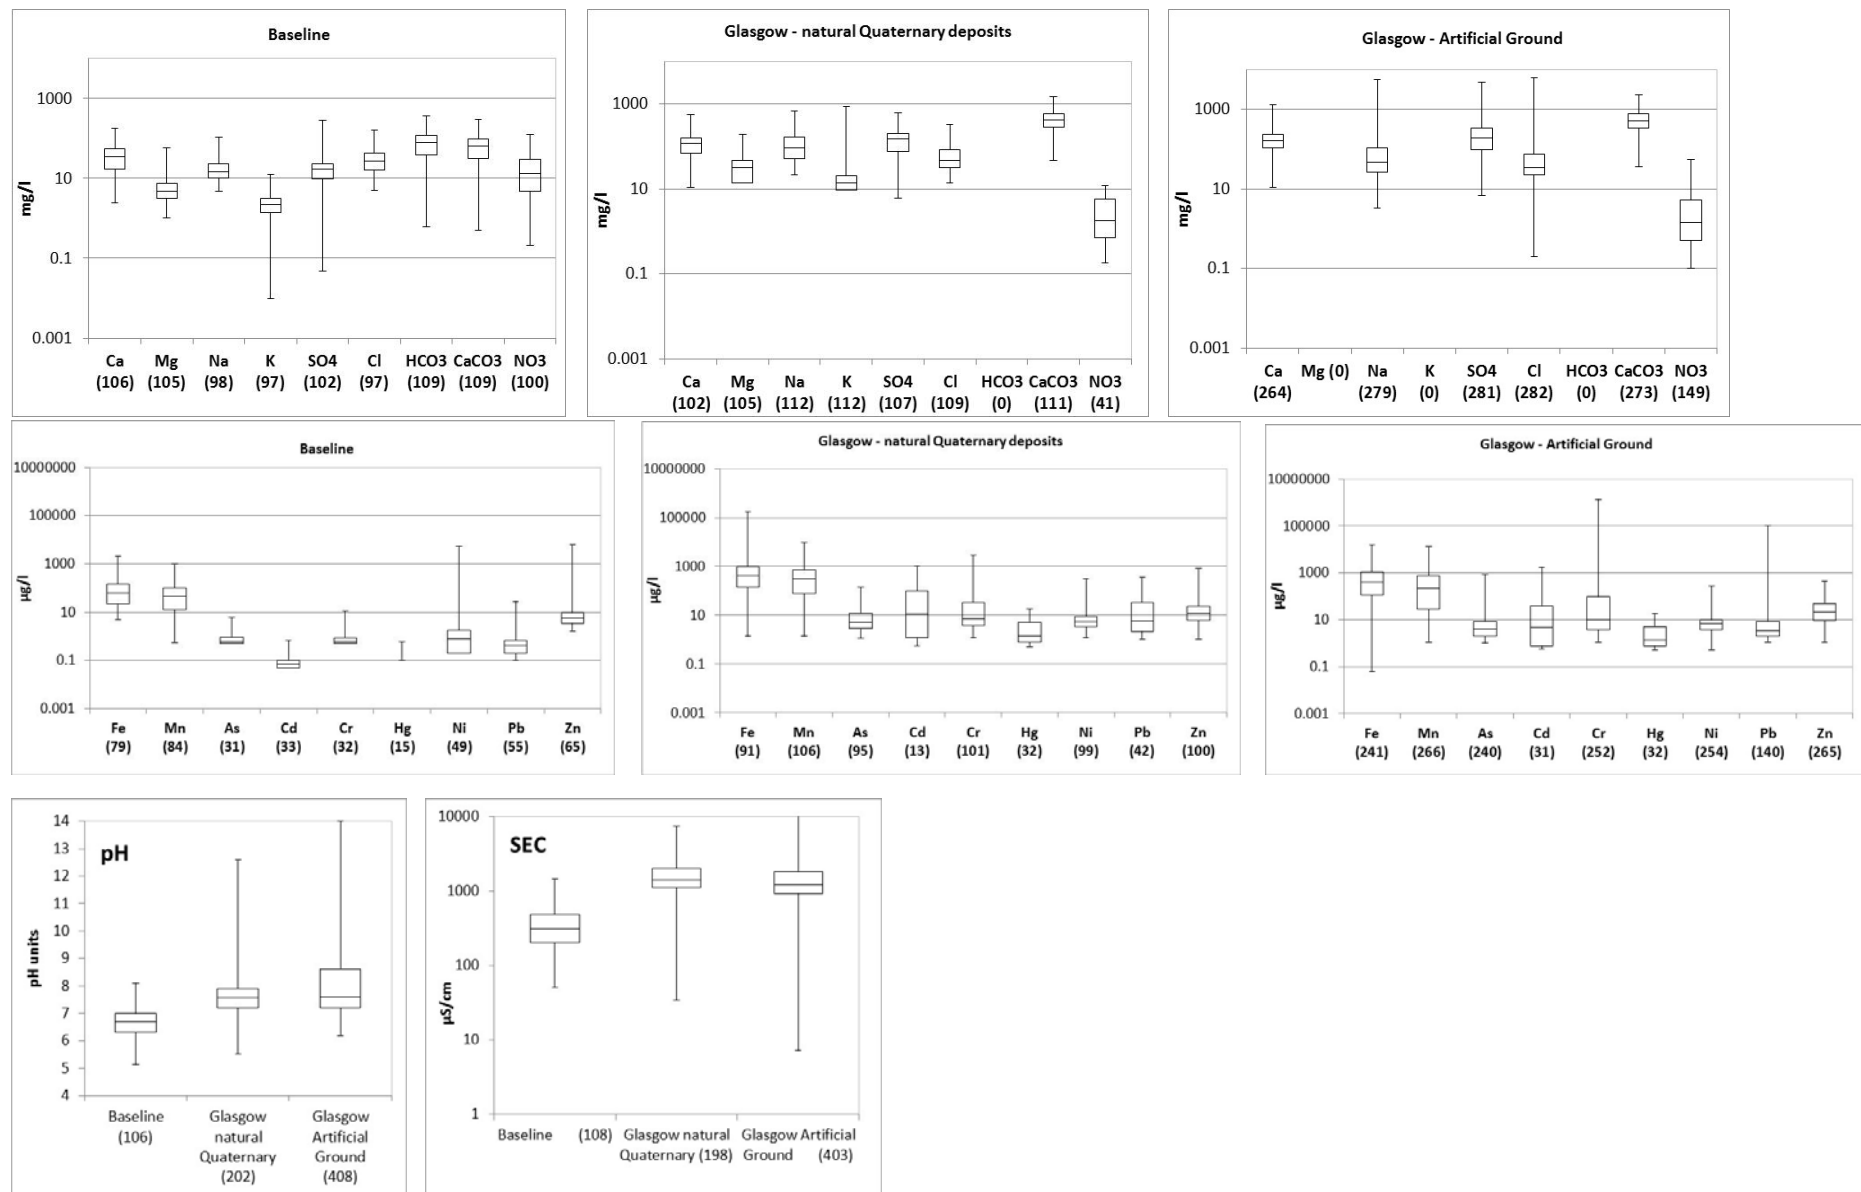 Baseline
1000
10
0.1
0.001
mg/l
Ca Mg Na K SO4 Cl HCO3 CaCO3 NO3
(106) (105) (98) (97) (102) (97) (109) (109) (100)
Glasgow - natural Quaternary deposits
1000
10
0.1
0.001
mg/l
Ca Mg Na K SO4 Cl HCO3 CaCO3 NO3
(102) (105) (112) (112) (107) (109) (0) (111) (41)
Glasgow - Artificial Ground
1000
10
0.1
0.001
mg/l
Ca Mg (0) Na K SO4 Cl HCO3 CaCO3 NO3
(264) (279) (0) (281) (282) (0) (273) (149)
Baseline
10000000
100000
1000
10
0.1
0.001
µg/l
Fe Mn As Cd Cr Hg Ni Pb Zn
(79) (84) (31) (33) (32) (15) (49) (55) (65)
Glasgow - natural Quaternary deposits
10000000
100000
1000
10
0.1
0.001
µg/l
Fe Mn As Cd Cr Hg Ni Pb Zn
(91) (106) (95) (13) (101) (32) (99) (42) (100)
Glasgow - Artificial Ground
10000000
100000
1000
10
0.1
0.001
µg/l
Fe Mn As Cd Cr Hg Ni Pb Zn
(241) (266) (240) (31) (252) (32) (254) (140) (265)
pH
14
13
12
11
10
9
8
7
6
5
4
pH units
Baseline Glasgow Glasgow
(106) natural Artificial
Quaternary Ground
(202) (408)
SEC
10000
1000
100
10
1
µS/cm
Baseline (108) Glasgow natural Glasgow Artificial
Quaternary (198) Ground (403)